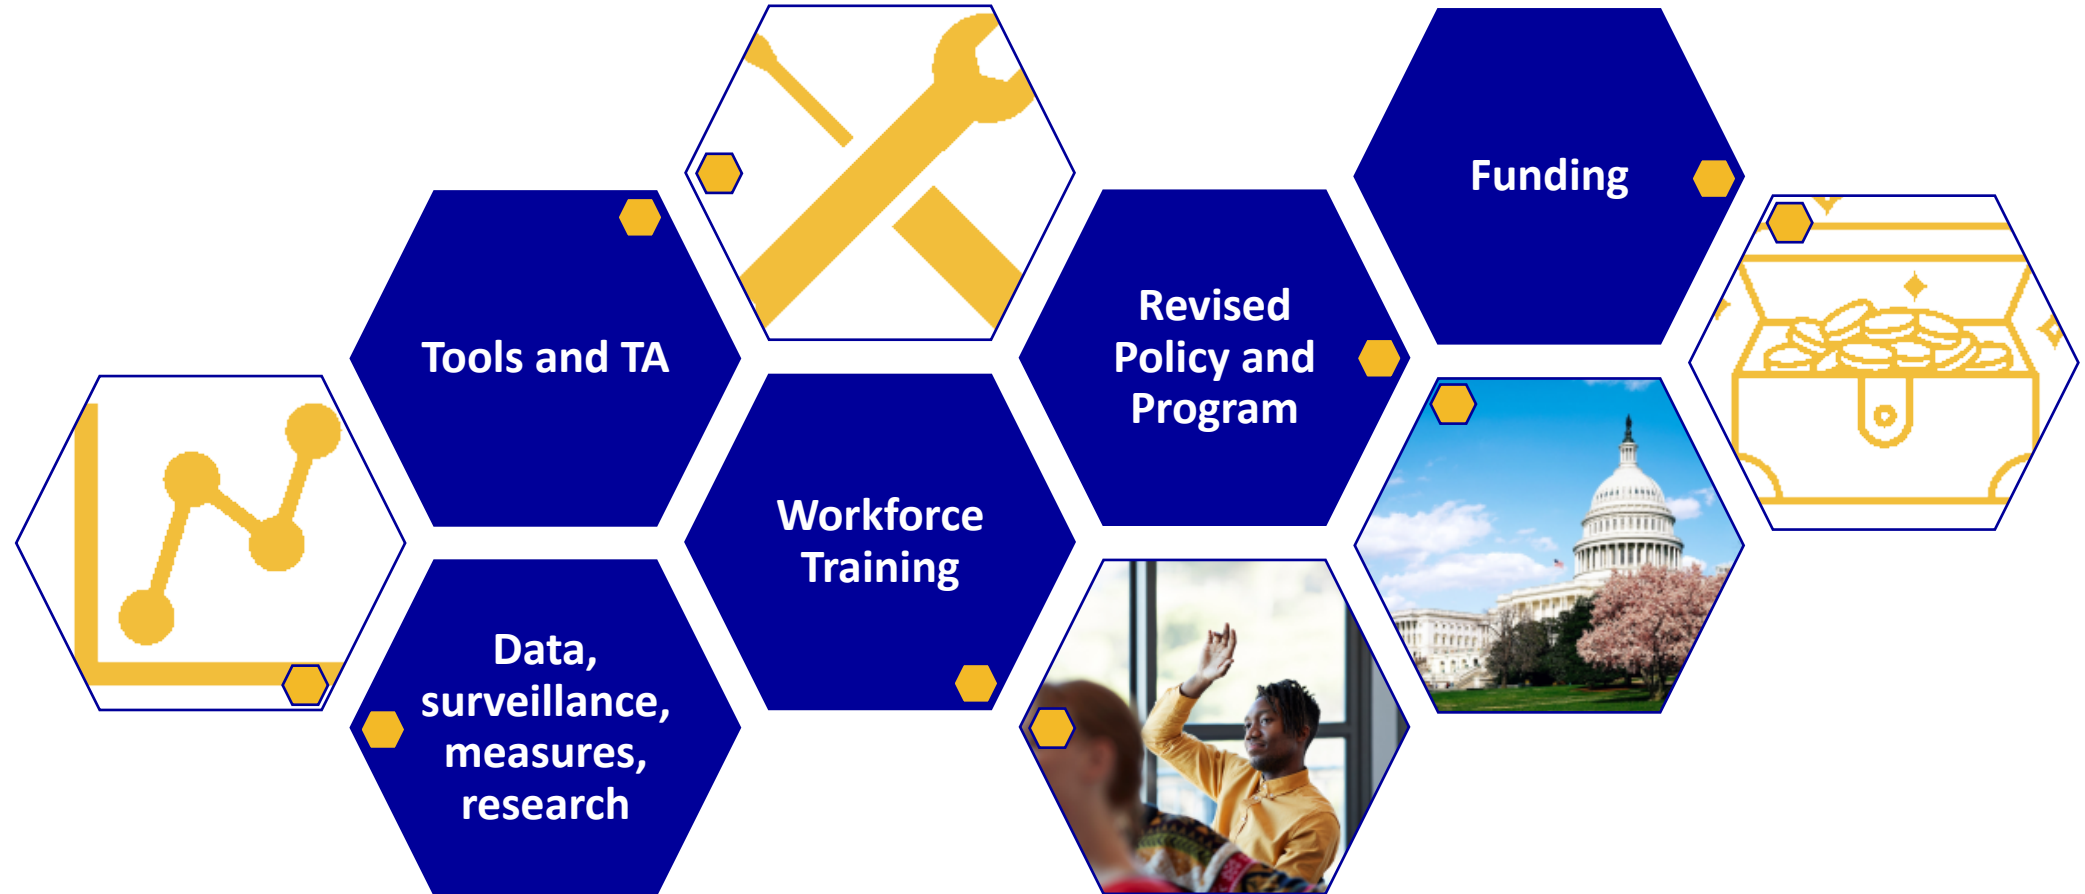 Tools and TA
Data,
surveillance,
measures,
research
Workforce
Training
Revised
Policy and
Program
Funding